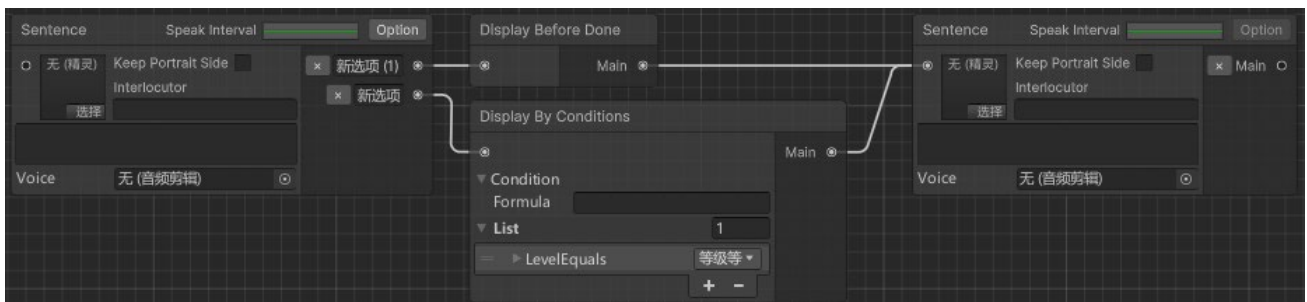 Sentence
Speak Interval
Option
无 (精灵)
Keep Portrait Side
Interlocutor
选择
Voice
无 (音频剪辑)
× 新选项 (1)
× 新选项
Display Before Done
Main
Display By Conditions
Main
Condition
Formula
List
1
LevelEquals
等级等
+ −
Sentence
Speak Interval
Option
无 (精灵)
Keep Portrait Side
Interlocutor
选择
Voice
无 (音频剪辑)
× Main